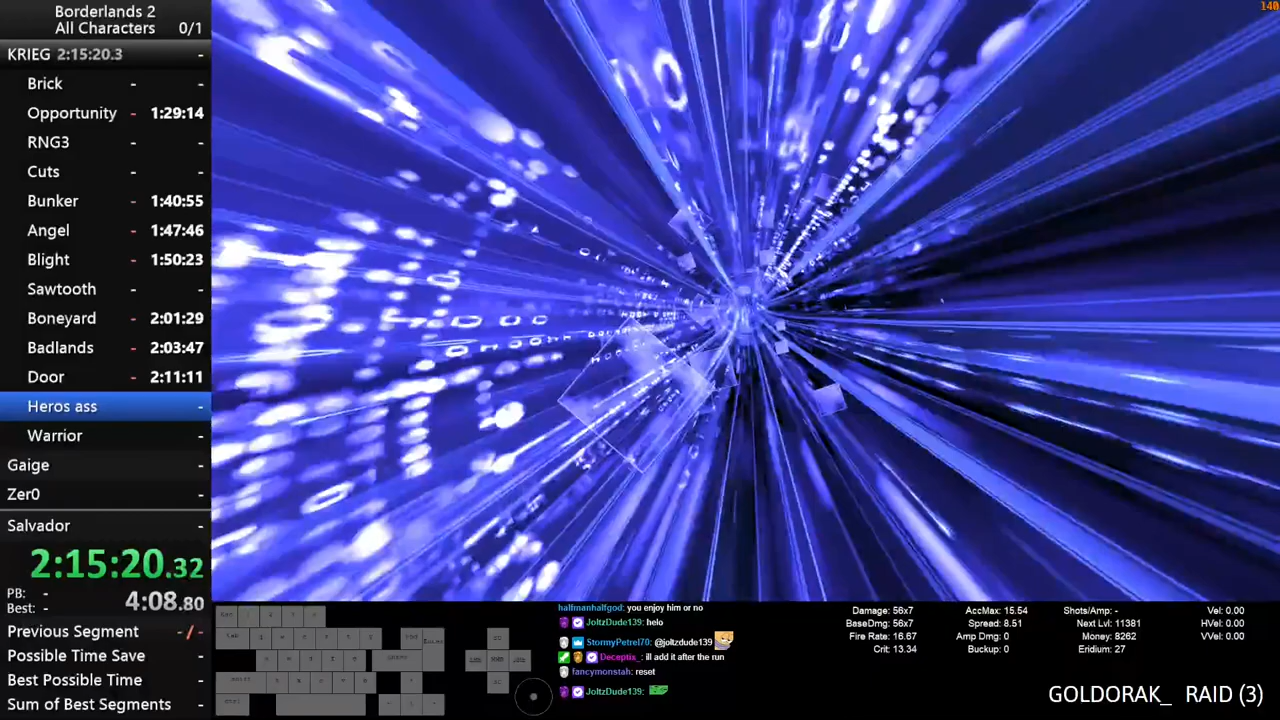 Borderlands 2
All Characters 0/1
KRIEG 2:15:20.3 -
Brick - -
Opportunity - 1:29:14
RNG3 - -
Cuts - -
Bunker - 1:40:55
Angel - 1:47:46
Blight - 1:50:23
Sawtooth - -
Boneyard - 2:01:29
Badlands - 2:03:47
Door - 2:11:11
Heros ass -
Warrior -
Gaige -
Zer0 -
Salvador -
2:15:20.32
PB: -
Best: -
4:08.80
Previous Segment - / -
Possible Time Save -
Best Possible Time -
Sum of Best Segments -
140
halfmanhalfgod: you enjoy him or no
JoltzDude139: helo
StormyPetrel70: @joltzdude139
Deceptis_: ill add it after the run
fancymonstah: reset
JoltzDude139:
Damage: 56x7 AccMax: 15.54 Shots/Amp: - Vel: 0.00
BaseDmg: 56x7 Spread: 8.51 Next Lvl: 11381 HVel: 0.00
Fire Rate: 16.67 Amp Dmg: 0 Money: 8262 VVel: 0.00
Crit: 13.34 Buckup: 0 Eridium: 27
GOLDORAK_ RAID (3)